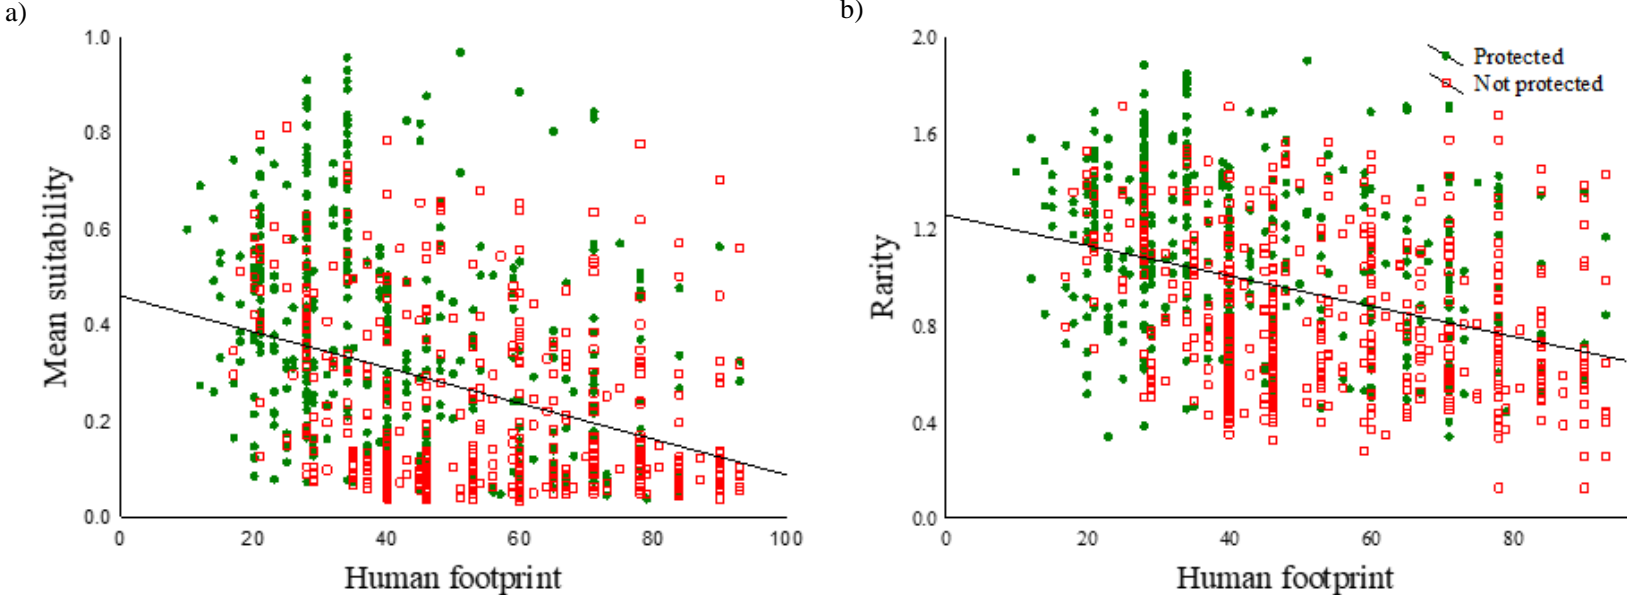 a)
1.0
0.8
0.6
0.4
0.2
0.0
Mean suitability
0 20 40 60 80 100
Human footprint
b)
2.0
1.6
1.2
0.8
0.4
0.0
Rarity
Protected
Not protected
0 20 40 60 80
Human footprint